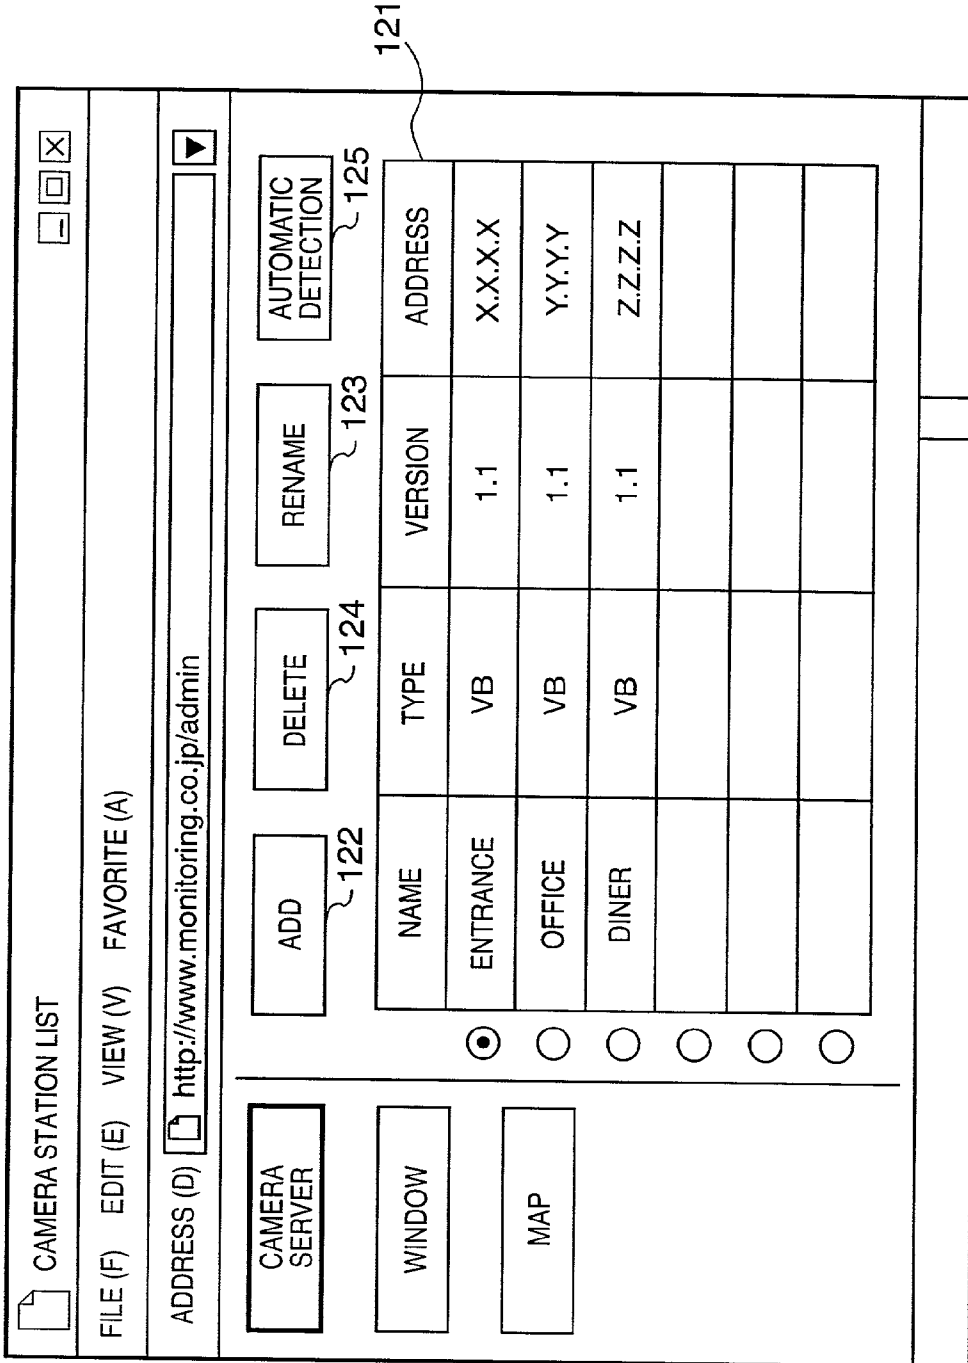 CAMERA STATION LIST
FILE (F) EDIT (E) VIEW (V) FAVORITE (A)
ADDRESS (D) http://www.monitoring.co.jp/admin
CAMERA
SERVER
WINDOW
MAP
ADD
DELETE
RENAME
AUTOMATIC
DETECTION
122
124
123
125
121
NAME TYPE VERSION ADDRESS
ENTRANCE VB 1.1 X.X.X.X
OFFICE VB 1.1 Y.Y.Y.Y
DINER VB 1.1 Z.Z.Z.Z